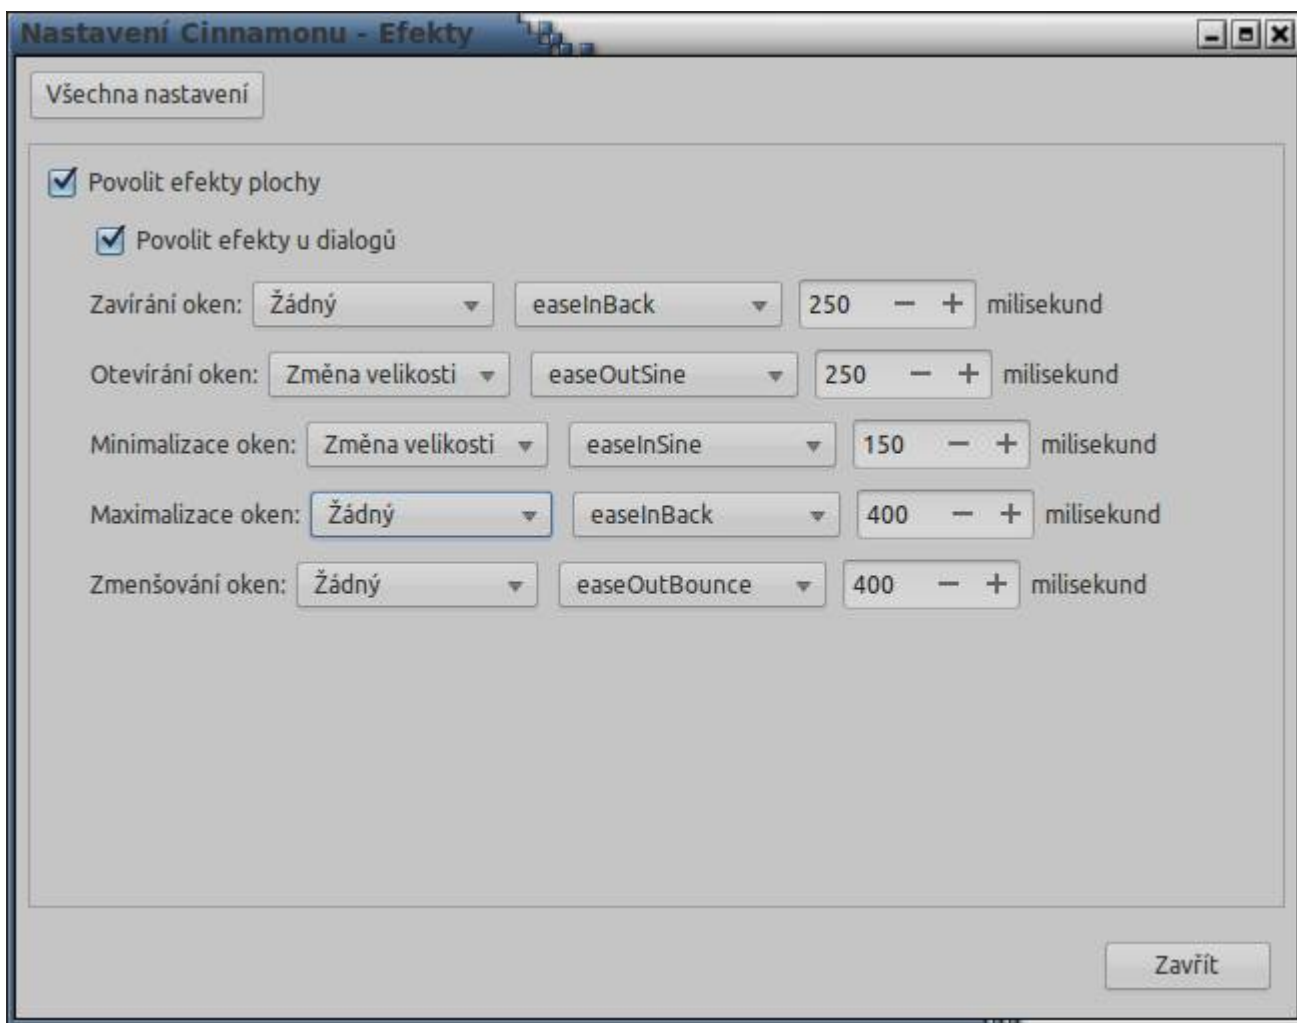 Nastavení Cinnamonu - Efekty
Všechna nastavení
Povolit efekty plochy
Povolit efekty u dialogů
Zavírání oken: Žádný easeInBack 250 − + milisekund
Otevírání oken: Změna velikosti easeOutSine 250 − + milisekund
Minimalizace oken: Změna velikosti easeInSine 150 − + milisekund
Maximalizace oken: Žádný easeInBack 400 − + milisekund
Zmenšování oken: Žádný easeOutBounce 400 − + milisekund
Zavřít